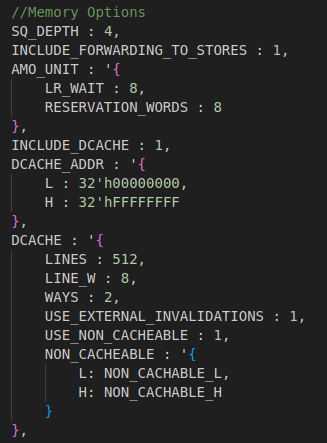 //Memory Options
SQ_DEPTH : 4,
INCLUDE_FORWARDING_TO_STORES : 1,
AMO_UNIT : '{
    LR_WAIT : 8,
    RESERVATION_WORDS : 8
},
INCLUDE_DCACHE : 1,
DCACHE_ADDR : '{
    L : 32'h00000000,
    H : 32'hFFFFFFFF
},
DCACHE : '{
    LINES : 512,
    LINE_W : 8,
    WAYS : 2,
    USE_EXTERNAL_INVALIDATIONS : 1,
    USE_NON_CACHEABLE : 1,
    NON_CACHEABLE : '{
        L: NON_CACHABLE_L,
        H: NON_CACHABLE_H
    }
},